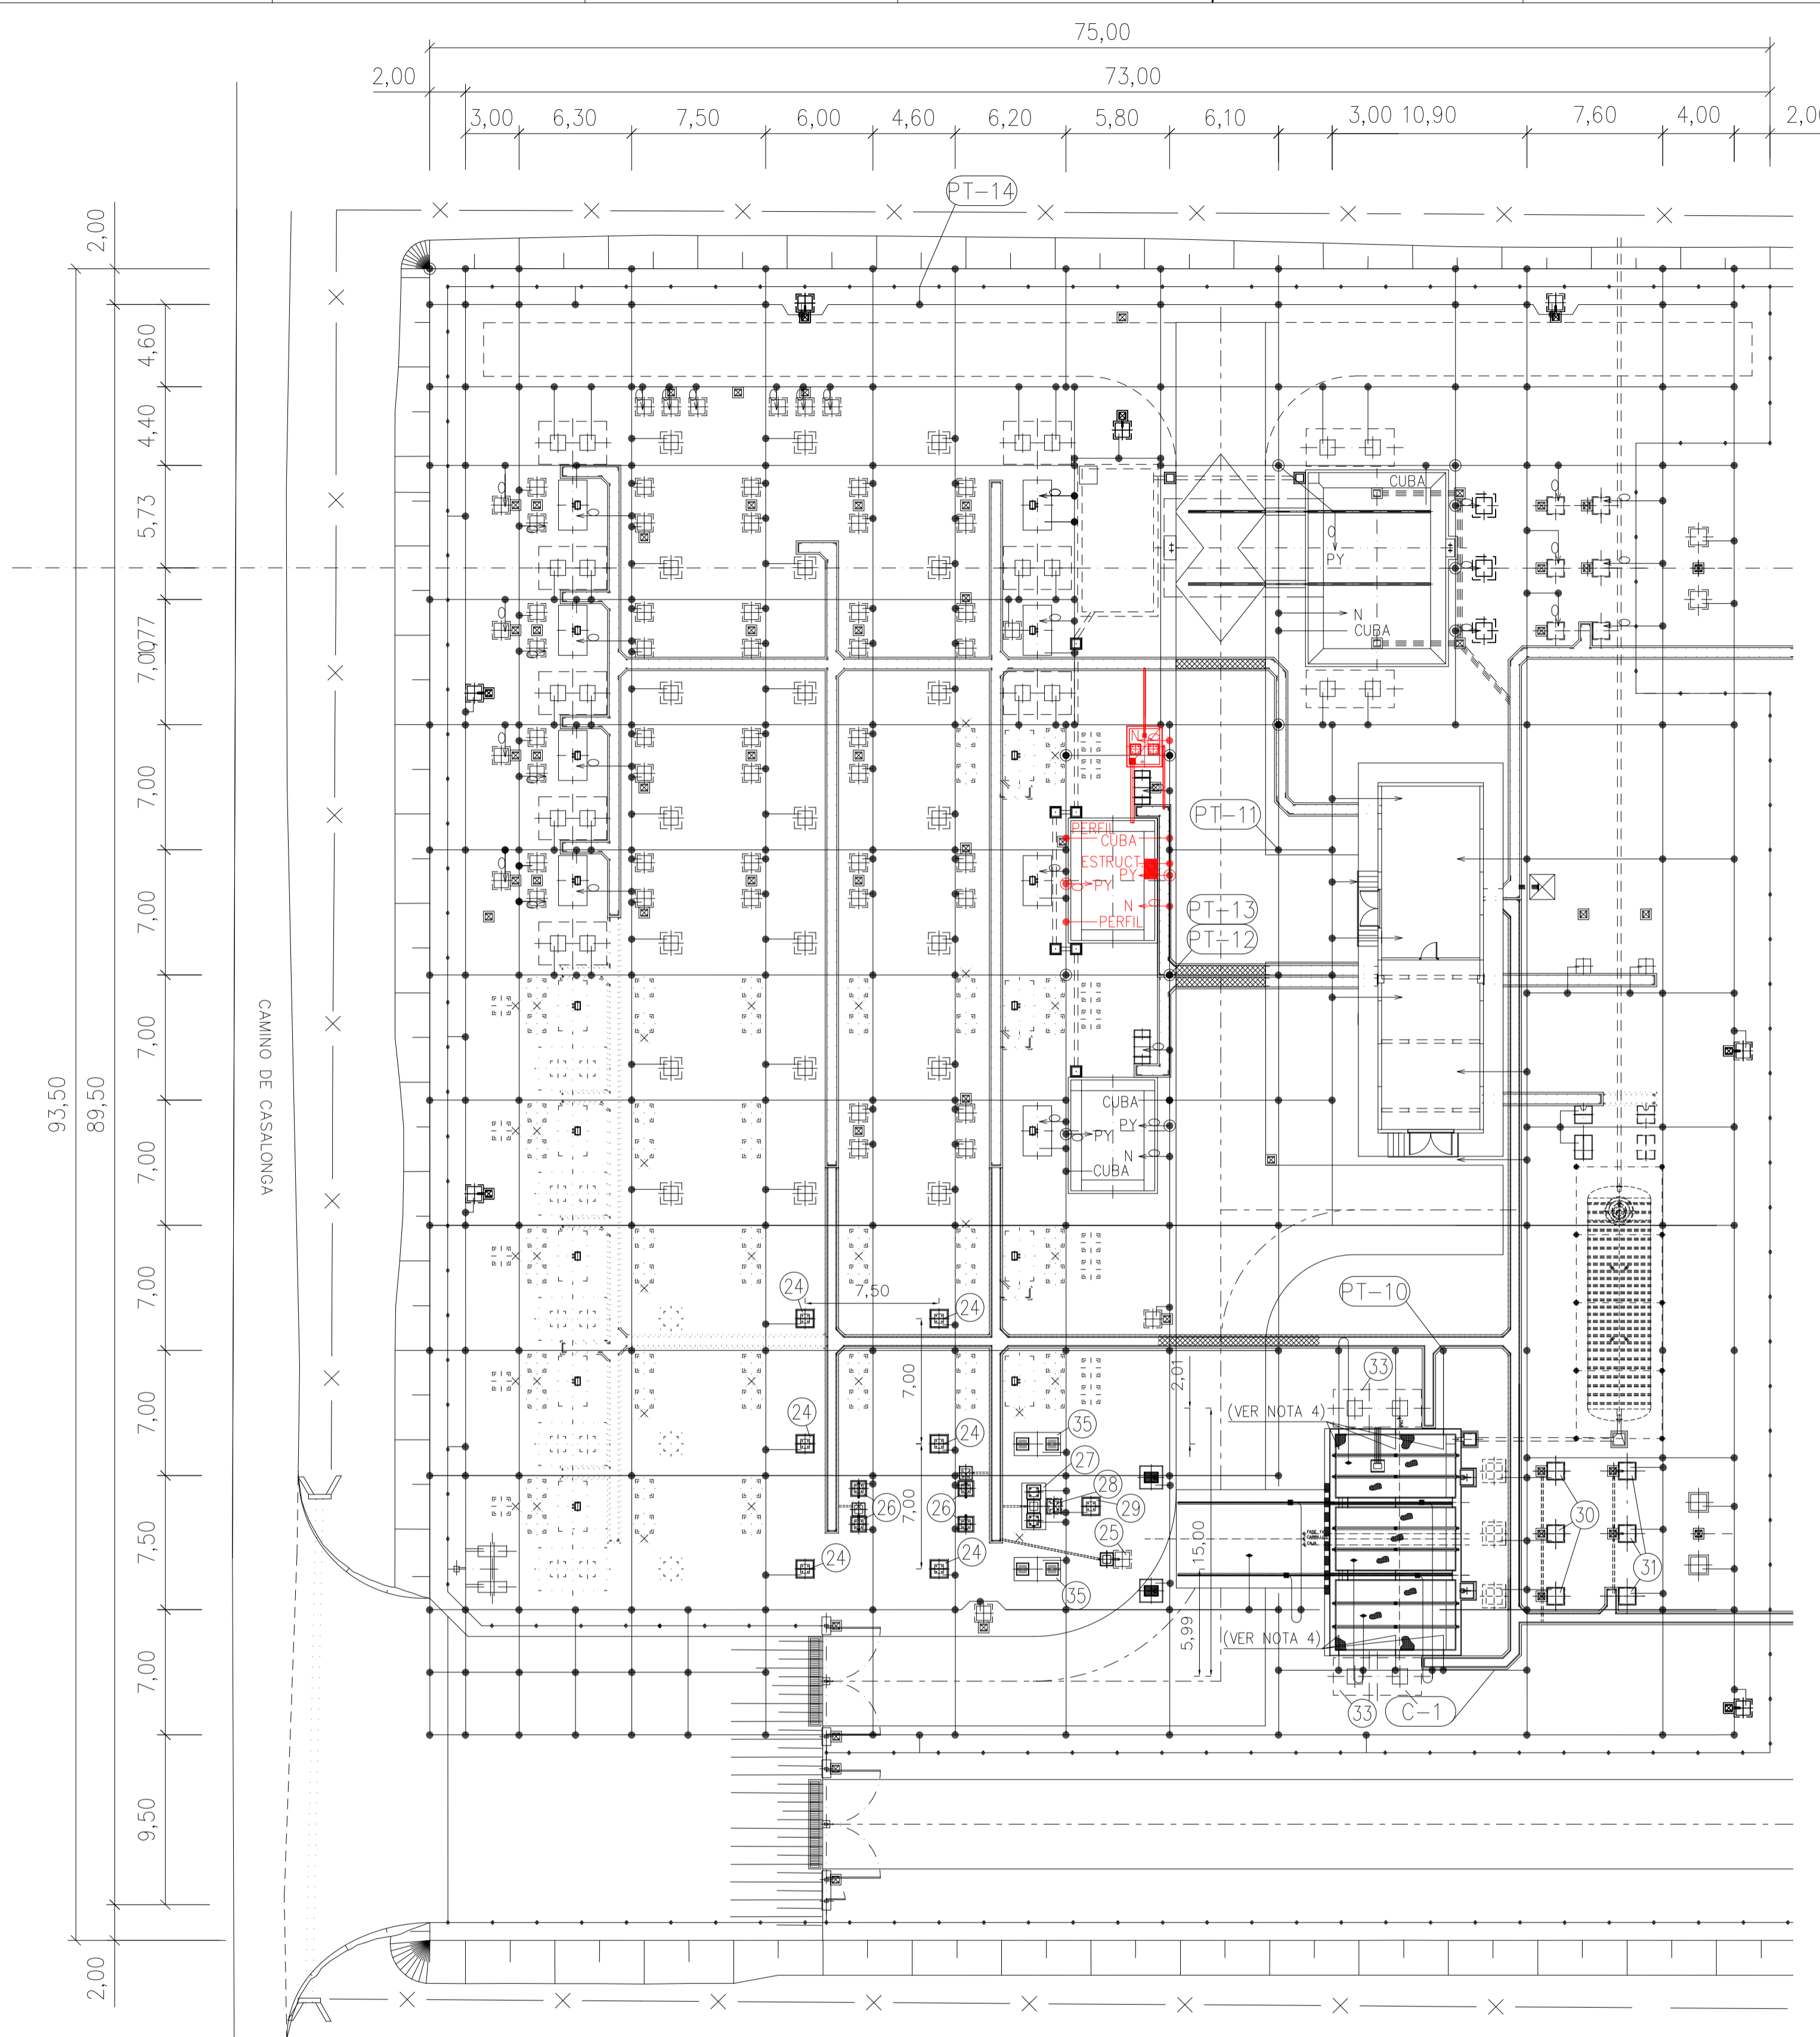 75,00
2,00 73,00
3,00 6,30 7,50 6,00 4,60 6,20 5,80 6,10 3,00 10,90 7,60 4,00 2,0
PT-14
2,00
4,60
4,40
5,73
7,00
7,00
7,00
7,00
7,00
7,00
7,00
7,50
7,00
9,50
2,00
93,50
89,50
CAMINO DE CASALONGA
CUBA
PY
N
CUBA
N
PT-11
PERFIL
CUBA
ESTRUCT
PY
PY
N
PERFIL
PT-13
PT-12
CUBA
PY
PY
N
CUBA
24
7,50
24
PT-10
7,00
2,01
33
24
24
35
(VER NOTA 4)
27
28
29
26
26
7,00
25
30
31
15,00
24
24
35
5,99
(VER NOTA 4)
33
C-1